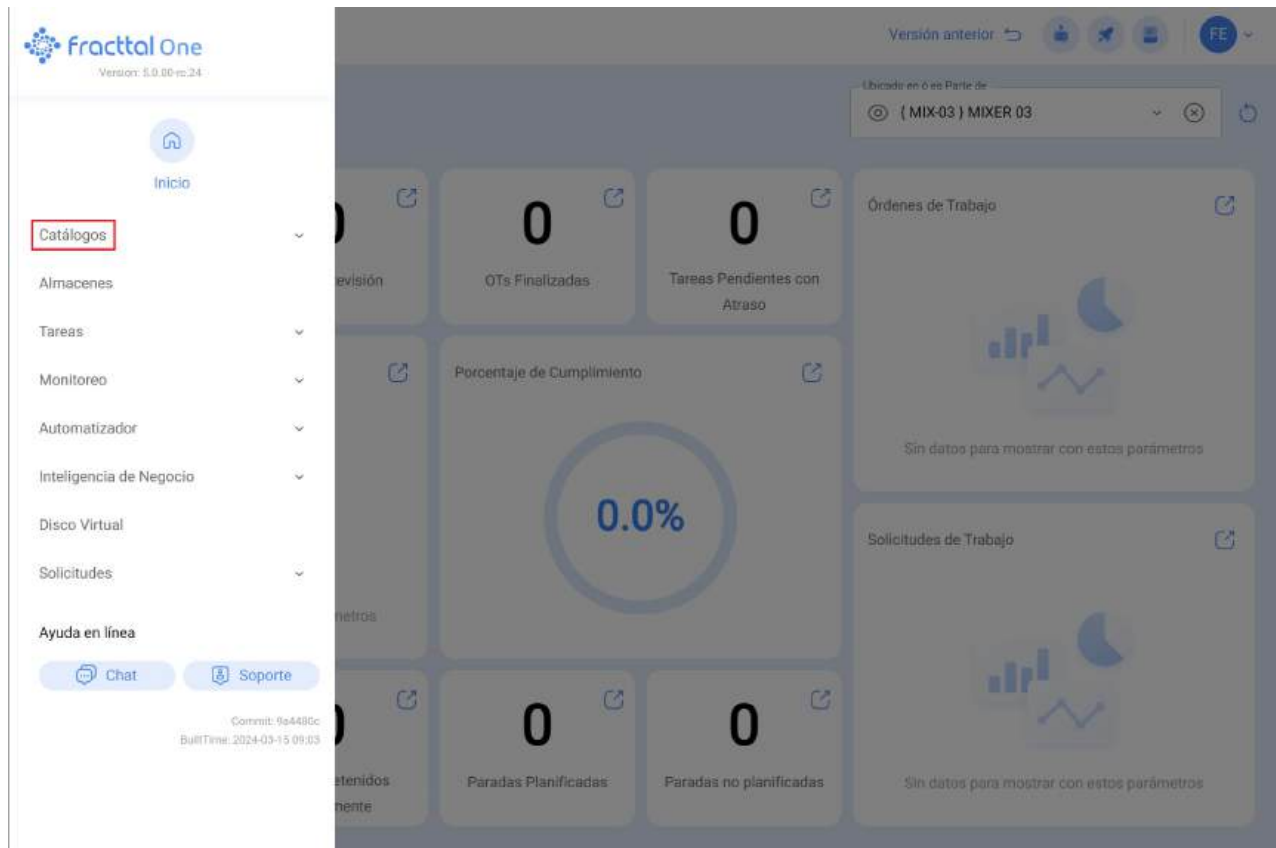 fracttal One
Version: 5.0.00-rc.24
Inicio
Catálogos
Almacenes
Tareas
Monitoreo
Automatizador
Inteligencia de Negocio
Disco Virtual
Solicitudes
Ayuda en línea
Chat
Soporte
Commit: 9a4480c
BuiltTime: 2024-03-15 09:03
Versión anterior
FE
Ubicado en ó es Parte de
{ MIX-03 } MIXER 03
0
OTs Finalizadas
0
Tareas Pendientes con
Atraso
Órdenes de Trabajo
Sin datos para mostrar con estos parámetros
Porcentaje de Cumplimiento
0.0%
Solicitudes de Trabajo
Sin datos para mostrar con estos parámetros
0
Paradas Planificadas
0
Paradas no planificadas